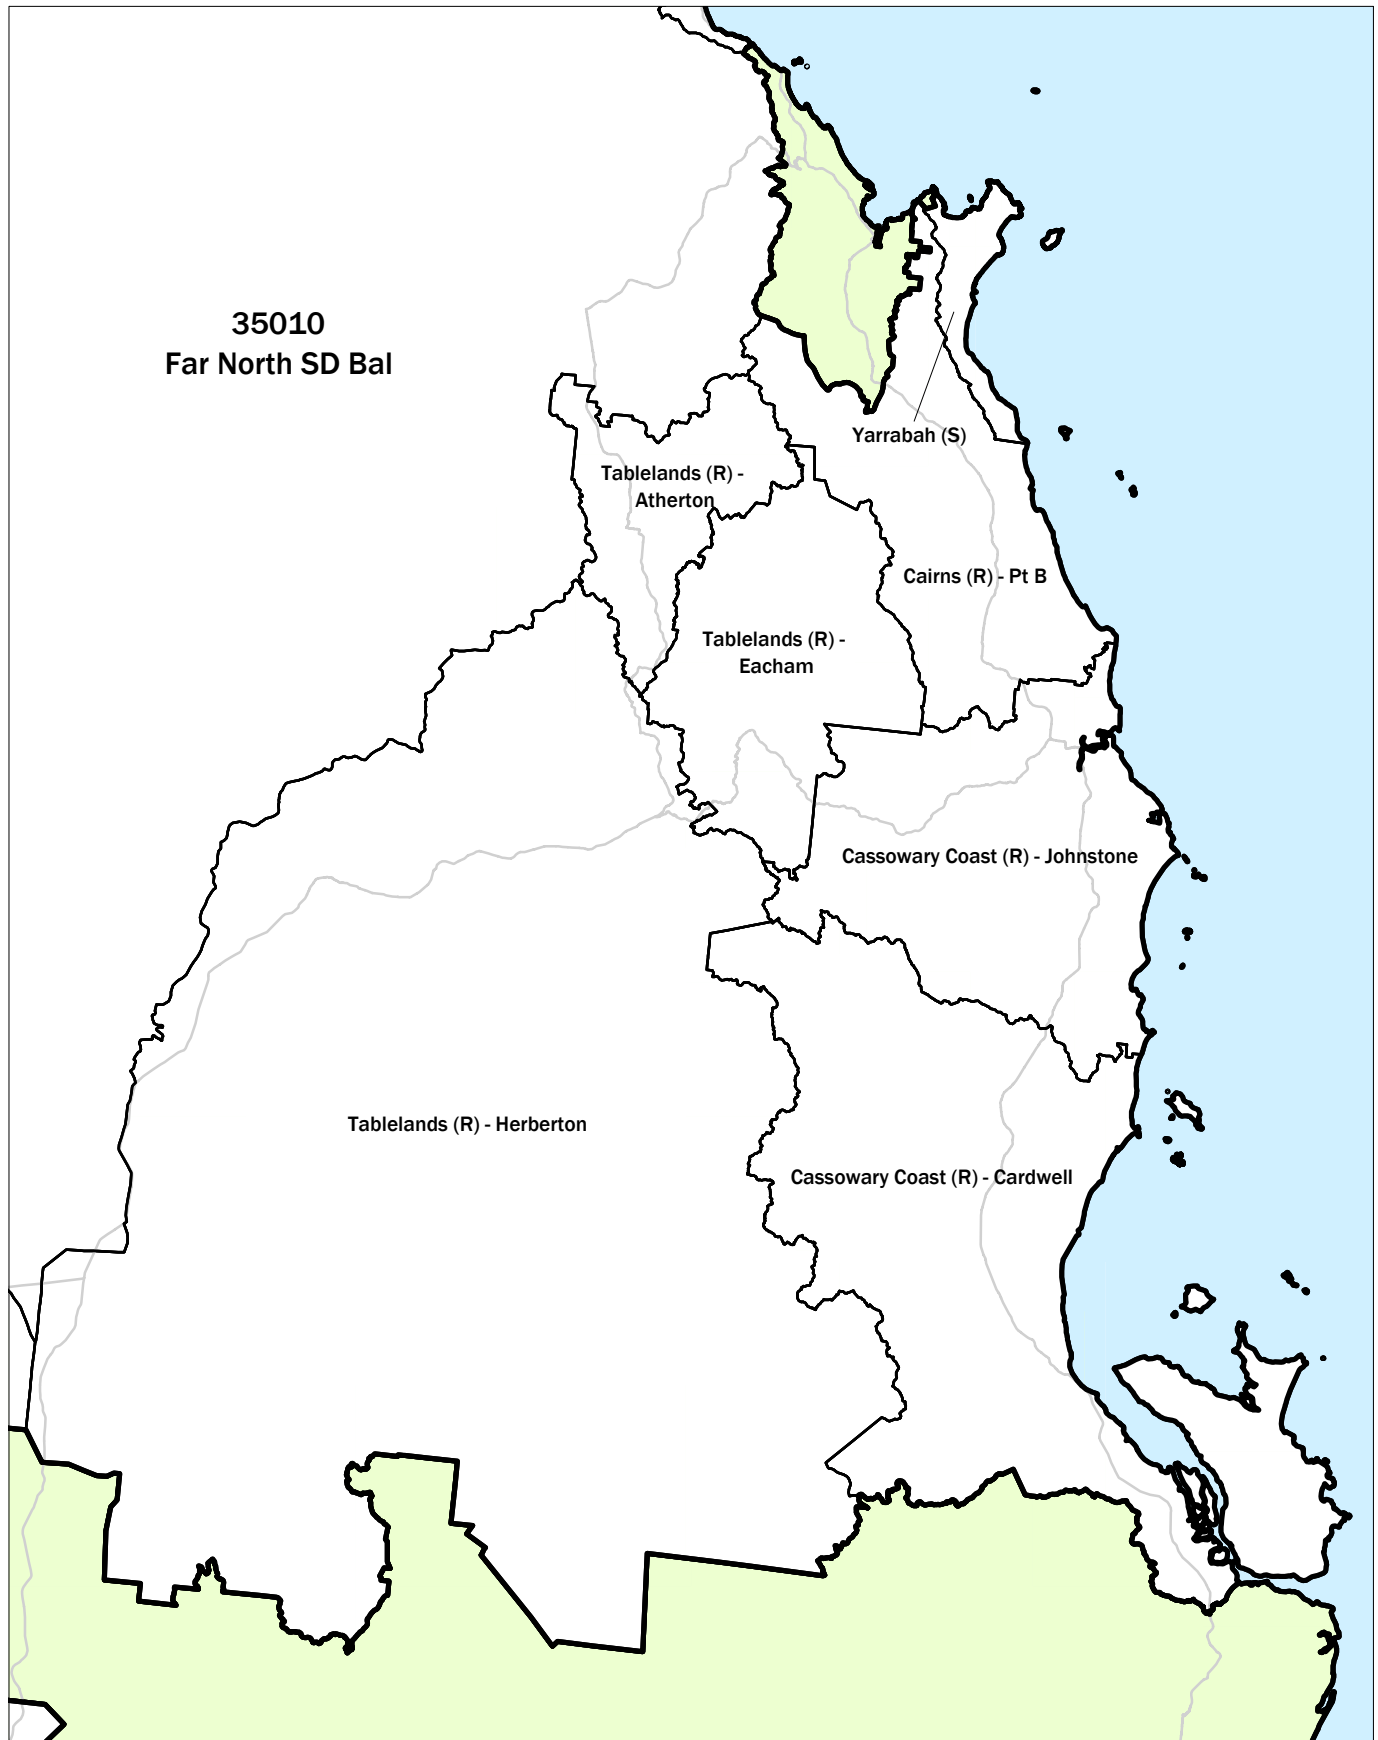 35010
Far North SD Bal
Yarrabah (S)
Tablelands (R) -
Atherton
Cairns (R) - Pt B
Tablelands (R) -
Eacham
Cassowary Coast (R) - Johnstone
Tablelands (R) - Herberton
Cassowary Coast (R) - Cardwell